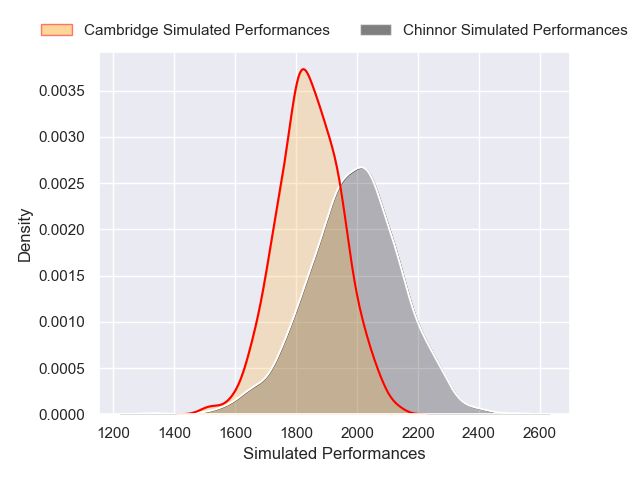 Cambridge Simulated Performances
Chinnor Simulated Performances
Density
0.0035
0.0030
0.0025
0.0020
0.0015
0.0010
0.0005
0.0000
1200 1400 1600 1800 2000 2200 2400 2600
Simulated Performances